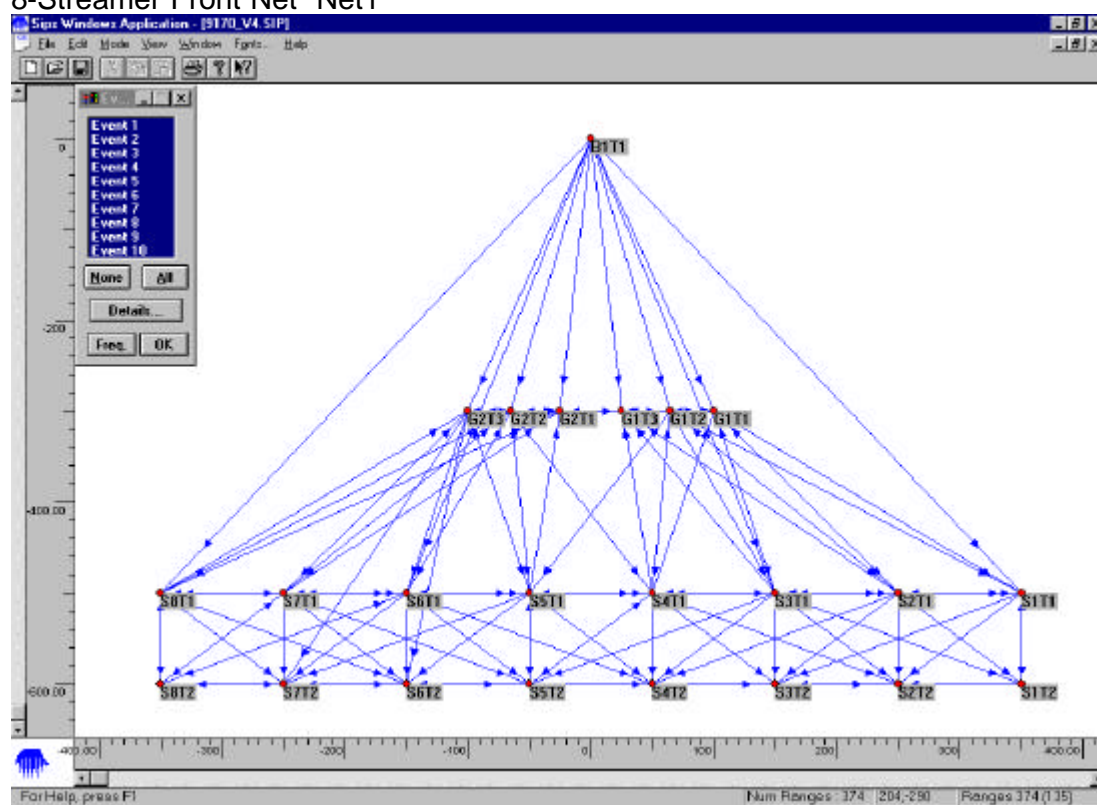 8-Streamer Front Net "Net1"
Sips Windows Application - [9170_V4.SIP]
File Edit Mode View Window Fonts... Help
Event 1
Event 2
Event 3
Event 4
Event 5
Event 6
Event 7
Event 8
Event 9
Event 10
None All
Details...
Freq. OK
0
-200
-400.00
-600.00
B1T1
G2T3 G2T2 G2T1 G1T3 G1T2 G1T1
S8T1 S7T1 S6T1 S5T1 S4T1 S3T1 S2T1 S1T1
S8T2 S7T2 S6T2 S5T2 S4T2 S3T2 S2T2 S1T2
-400.00 -300 -200 -100 0 100 200 300 400.00
For Help, press F1 Num Ranges : 374 204,-290 Ranges 374 (135)